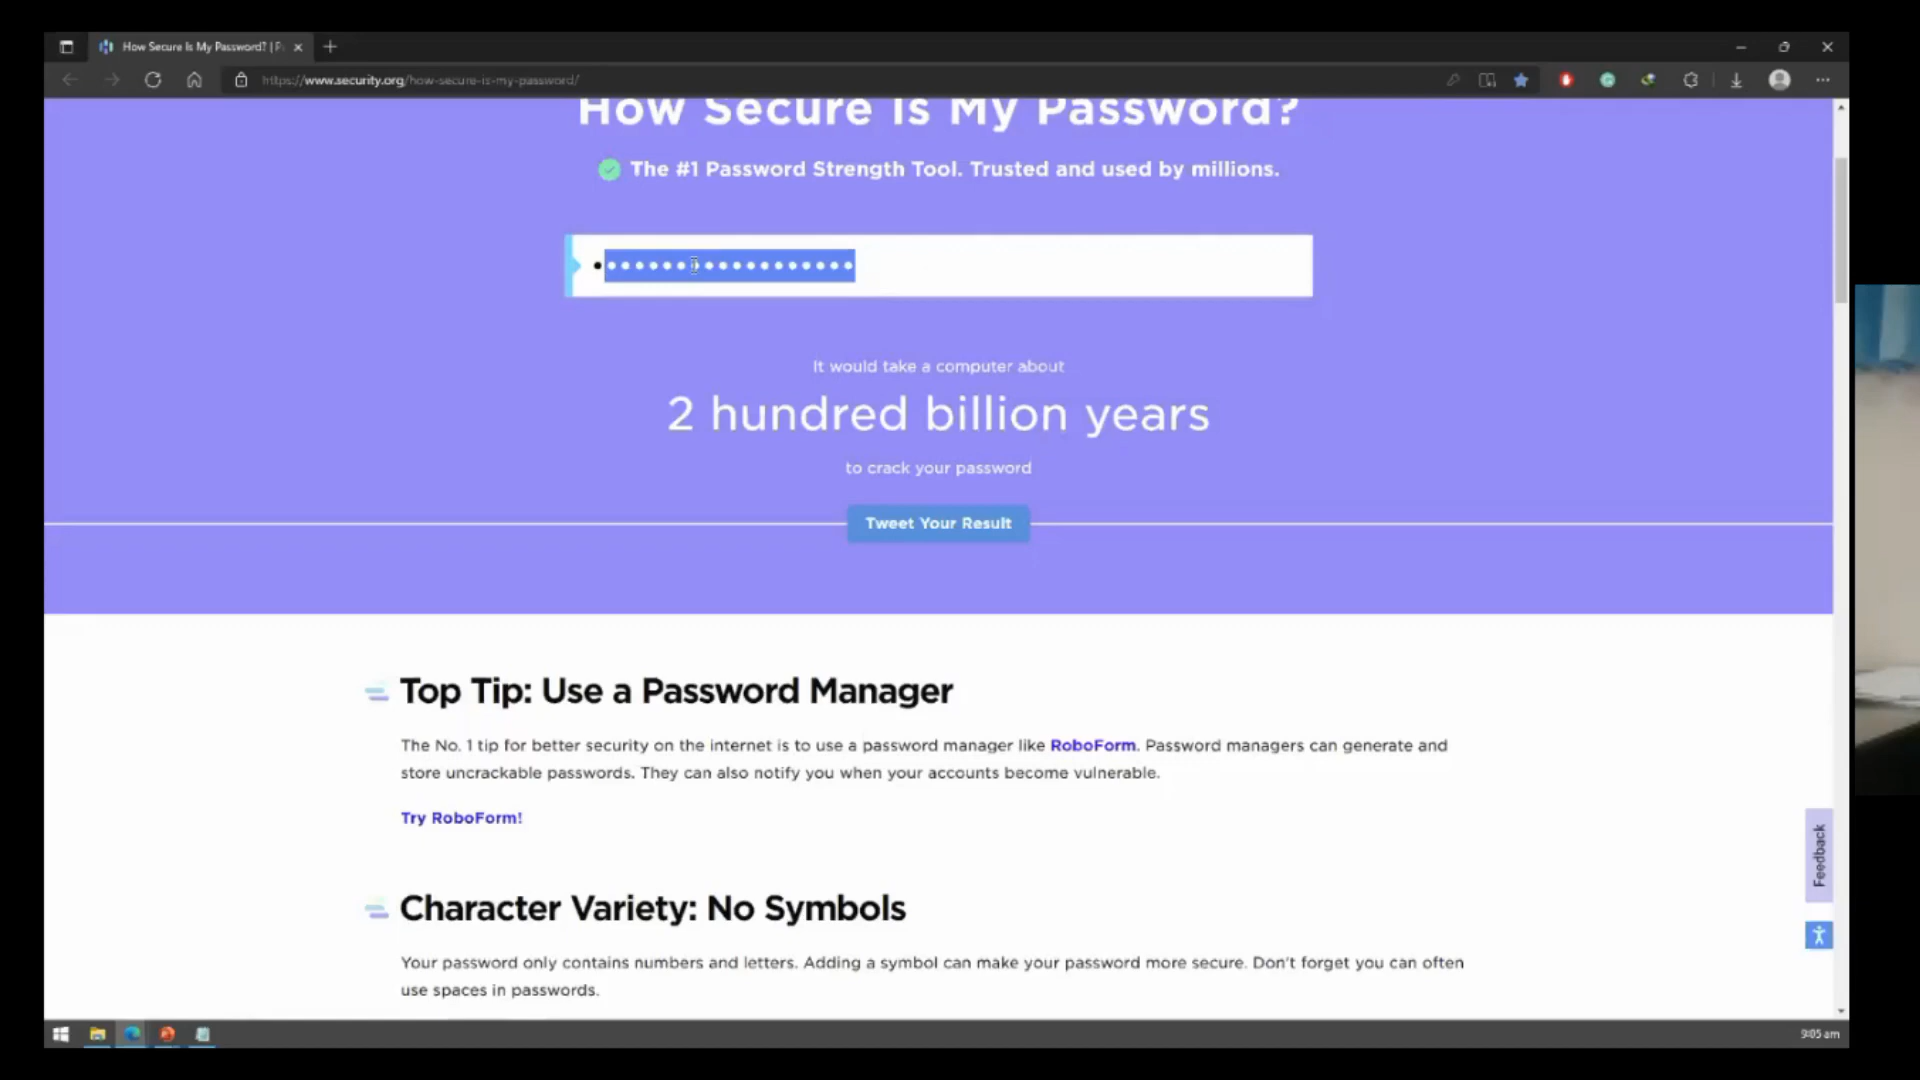 How Secure Is My Password? | P
https://www.security.org/how-secure-is-my-password/
How Secure Is My Password?
The #1 Password Strength Tool. Trusted and used by millions.
It would take a computer about
2 hundred billion years
to crack your password
Tweet Your Result
Top Tip: Use a Password Manager
The No. 1 tip for better security on the internet is to use a password manager like RoboForm. Password managers can generate and
store uncrackable passwords. They can also notify you when your accounts become vulnerable.
Try RoboForm!
Feedback
Character Variety: No Symbols
Your password only contains numbers and letters. Adding a symbol can make your password more secure. Don't forget you can often
use spaces in passwords.
9:05 am